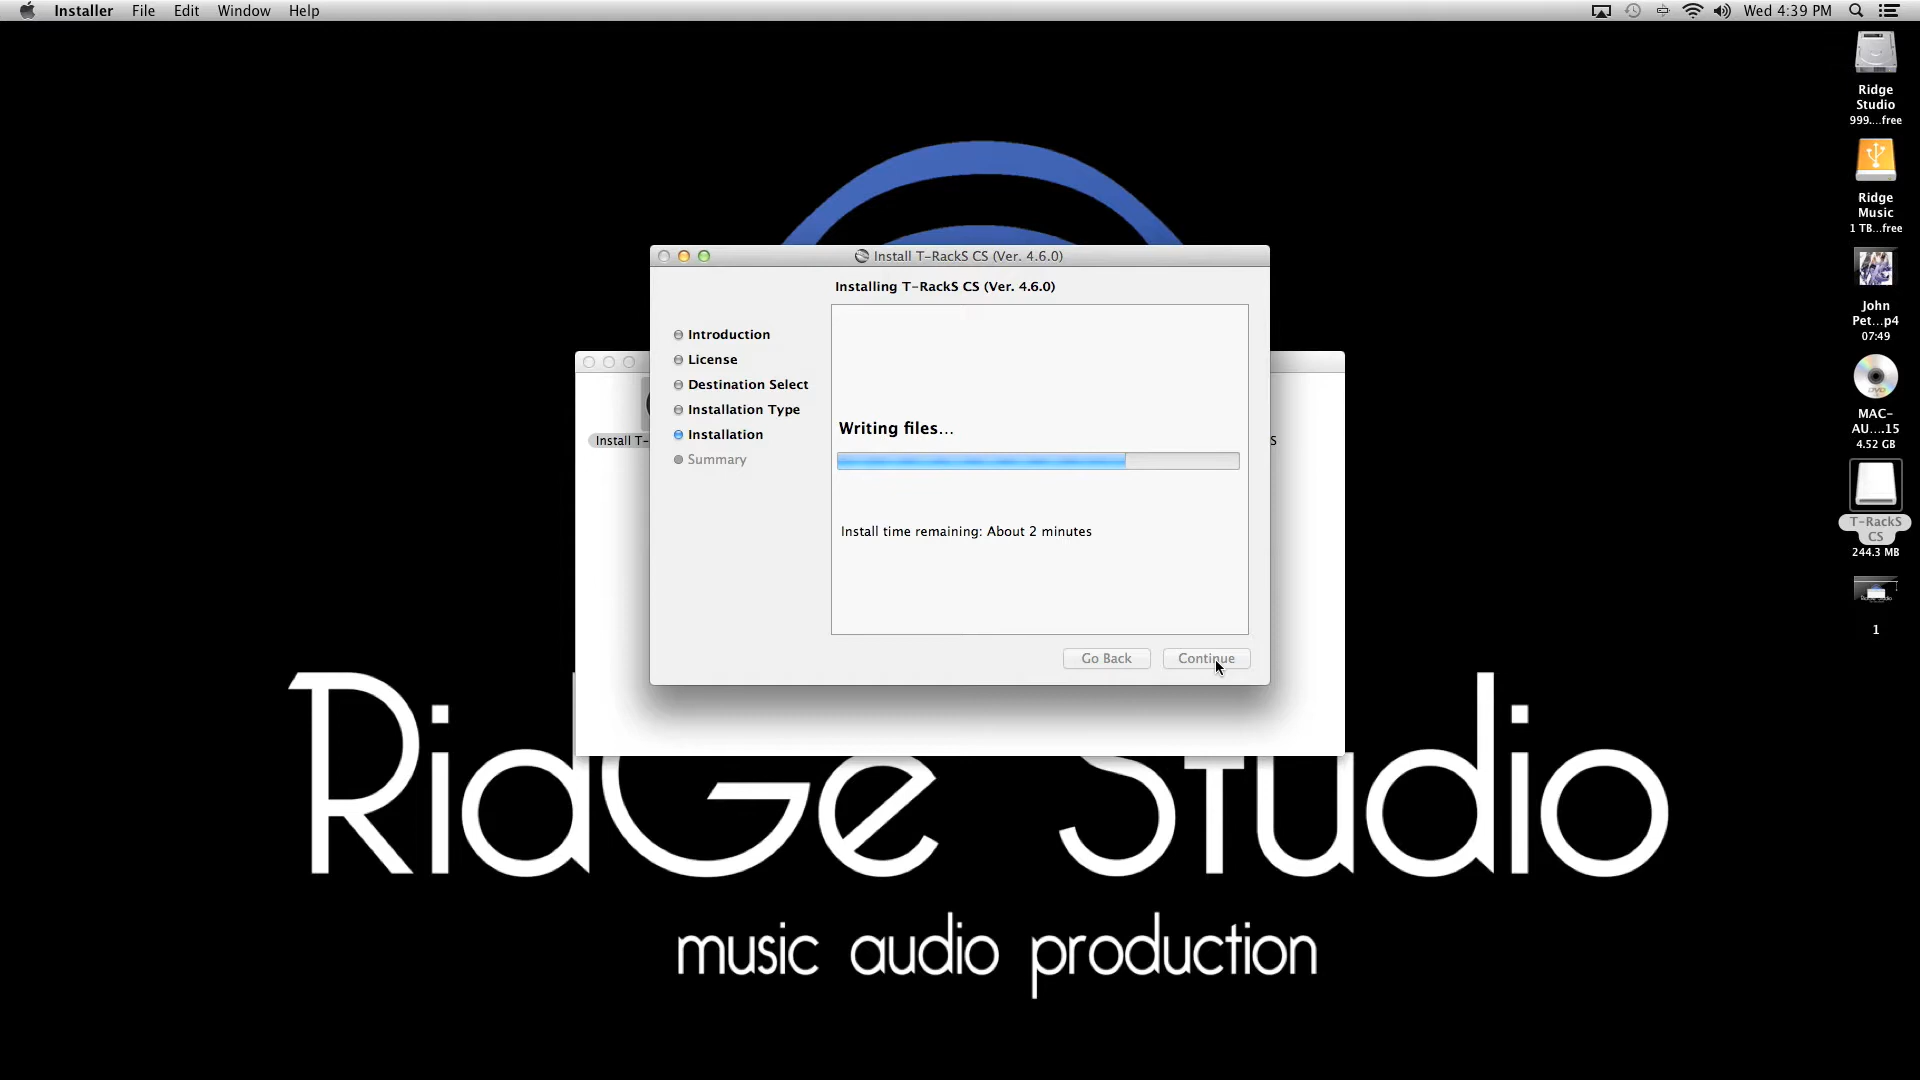 Installer File Edit Window Help
Wed 4:39 PM
Ridge
Studio
999....free
Ridge
Music
1 TB...free
John
Pet...p4
07:49
MAC-
AU....15
4.52 GB
T-RackS
CS
244.3 MB
1
Install T-RackS CS (Ver. 4.6.0)
Installing T-RackS CS (Ver. 4.6.0)
Introduction
License
Destination Select
Installation Type
Installation
Summary
Writing files...
Install time remaining: About 2 minutes
Go Back Continue
Install T-
S
RidGe Studio
music audio production